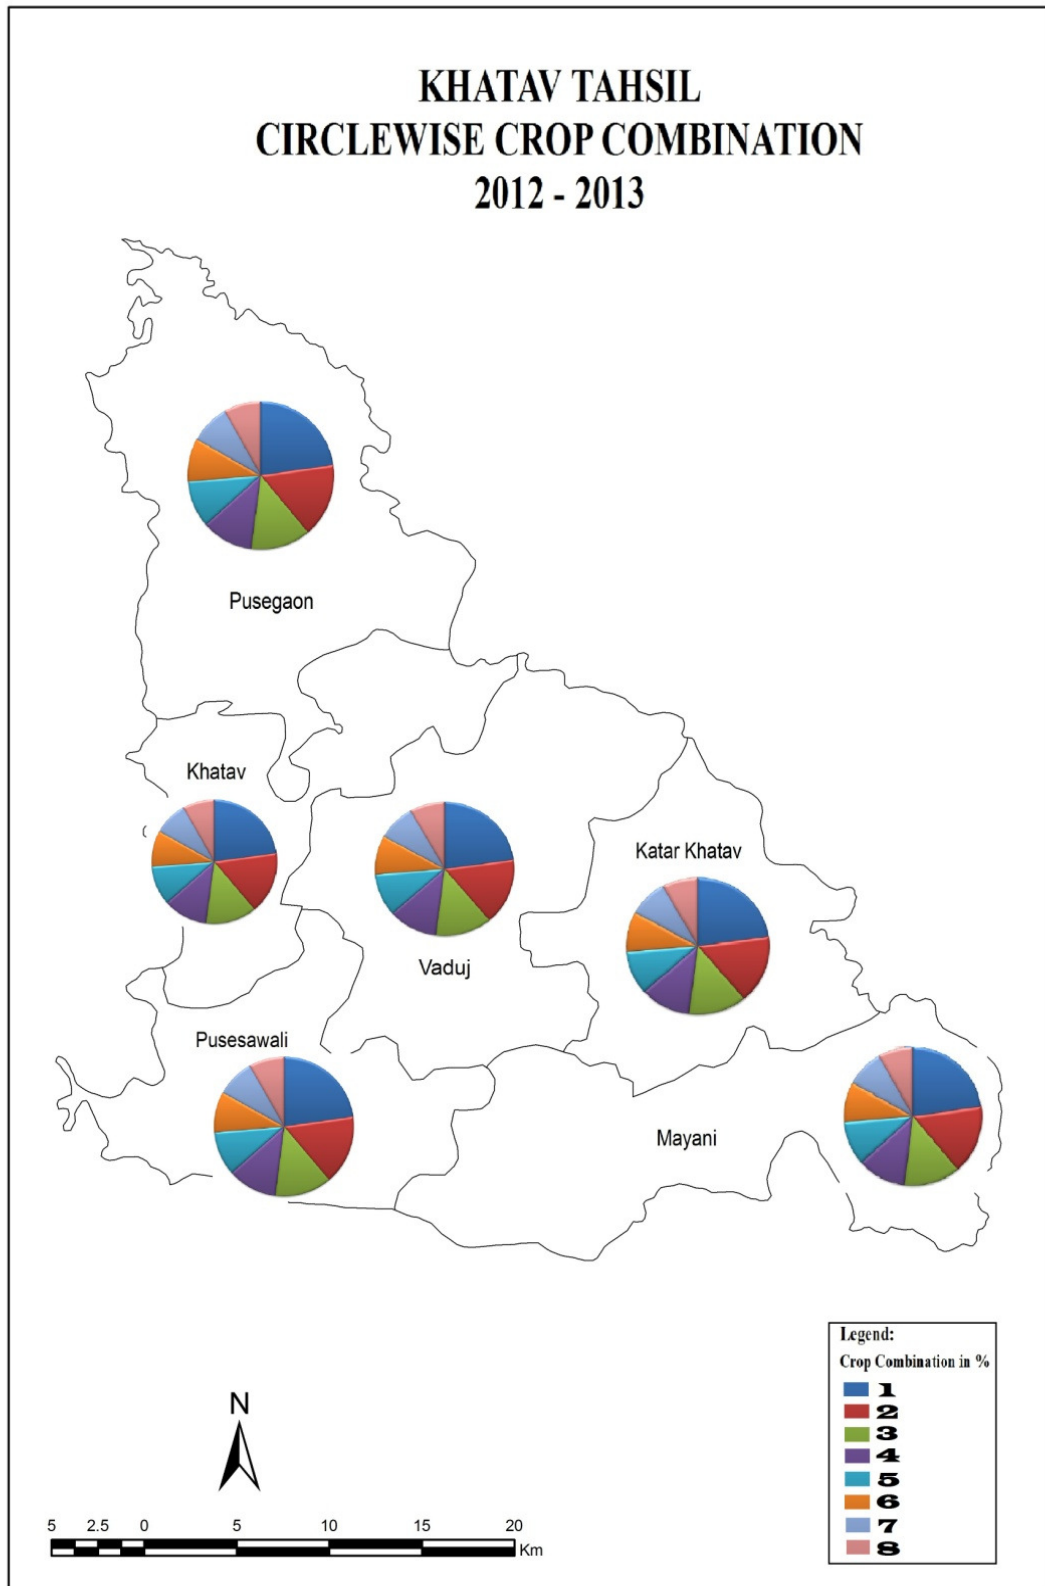 KHATAV TAHSIL
CIRCLEWISE CROP COMBINATION
2012 - 2013
Pusegaon
Khatav
Katar Khatav
Vaduj
Pusesawali
Mayani
Legend:
Crop Combination in %
1
2
3
4
5
6
7
8
N
5 2.5 0 5 10 15 20
Km